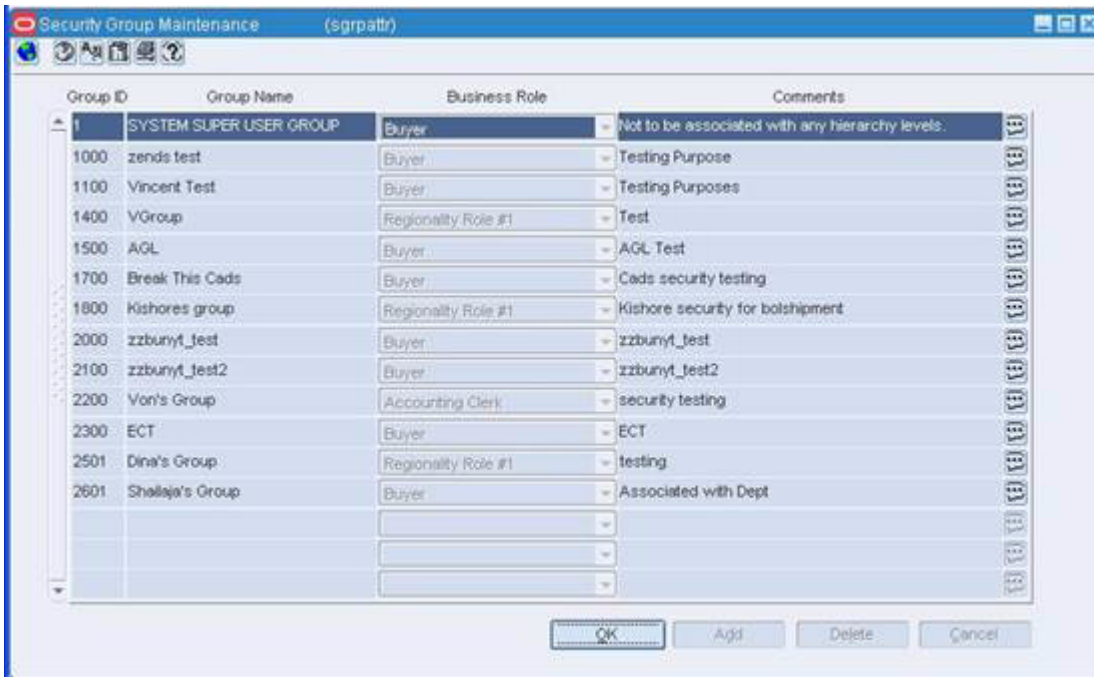 Security Group Maintenance (sgrpattr)
Group ID Group Name Business Role Comments
1 SYSTEM SUPER USER GROUP Buyer Not to be associated with any hierarchy levels.
1000 zends test Buyer Testing Purpose
1100 Vincent Test Buyer Testing Purposes
1400 VGroup Regionality Role #1 Test
1500 AGL Buyer AGL Test
1700 Break This Cads Buyer Cads security testing
1800 Kishores group Regionality Role #1 Kishore security for bolshipment
2000 zzbunyt_test Buyer zzbunyt_test
2100 zzbunyt_test2 Buyer zzbunyt_test2
2200 Von's Group Accounting Clerk security testing
2300 ECT Buyer ECT
2501 Dina's Group Regionality Role #1 testing
2601 Shailaja's Group Buyer Associated with Dept
OK Add Delete Cancel